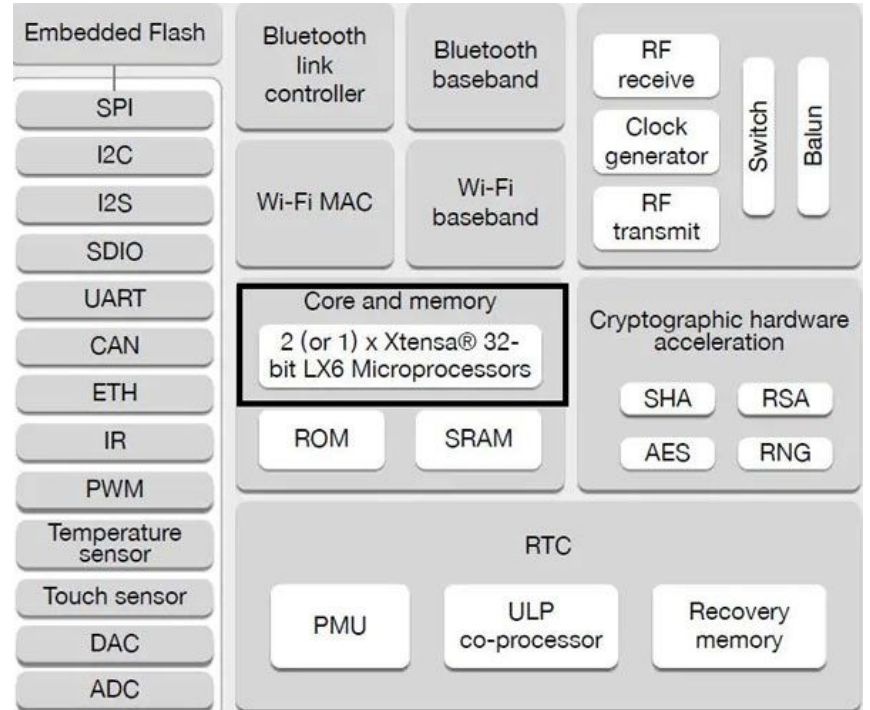 Embedded Flash
SPI
I2C
I2S
SDIO
UART
CAN
ETH
IR
PWM
Temperature
sensor
Touch sensor
DAC
ADC
Bluetooth
link
controller
Bluetooth
baseband
Wi-Fi MAC
Wi-Fi
baseband
RF
receive
Clock
generator
RF
transmit
Switch
Balun
Core and memory
2 (or 1) x Xtensa® 32-
bit LX6 Microprocessors
ROM
SRAM
Cryptographic hardware
acceleration
SHA
RSA
AES
RNG
RTC
PMU
ULP
co-processor
Recovery
memory